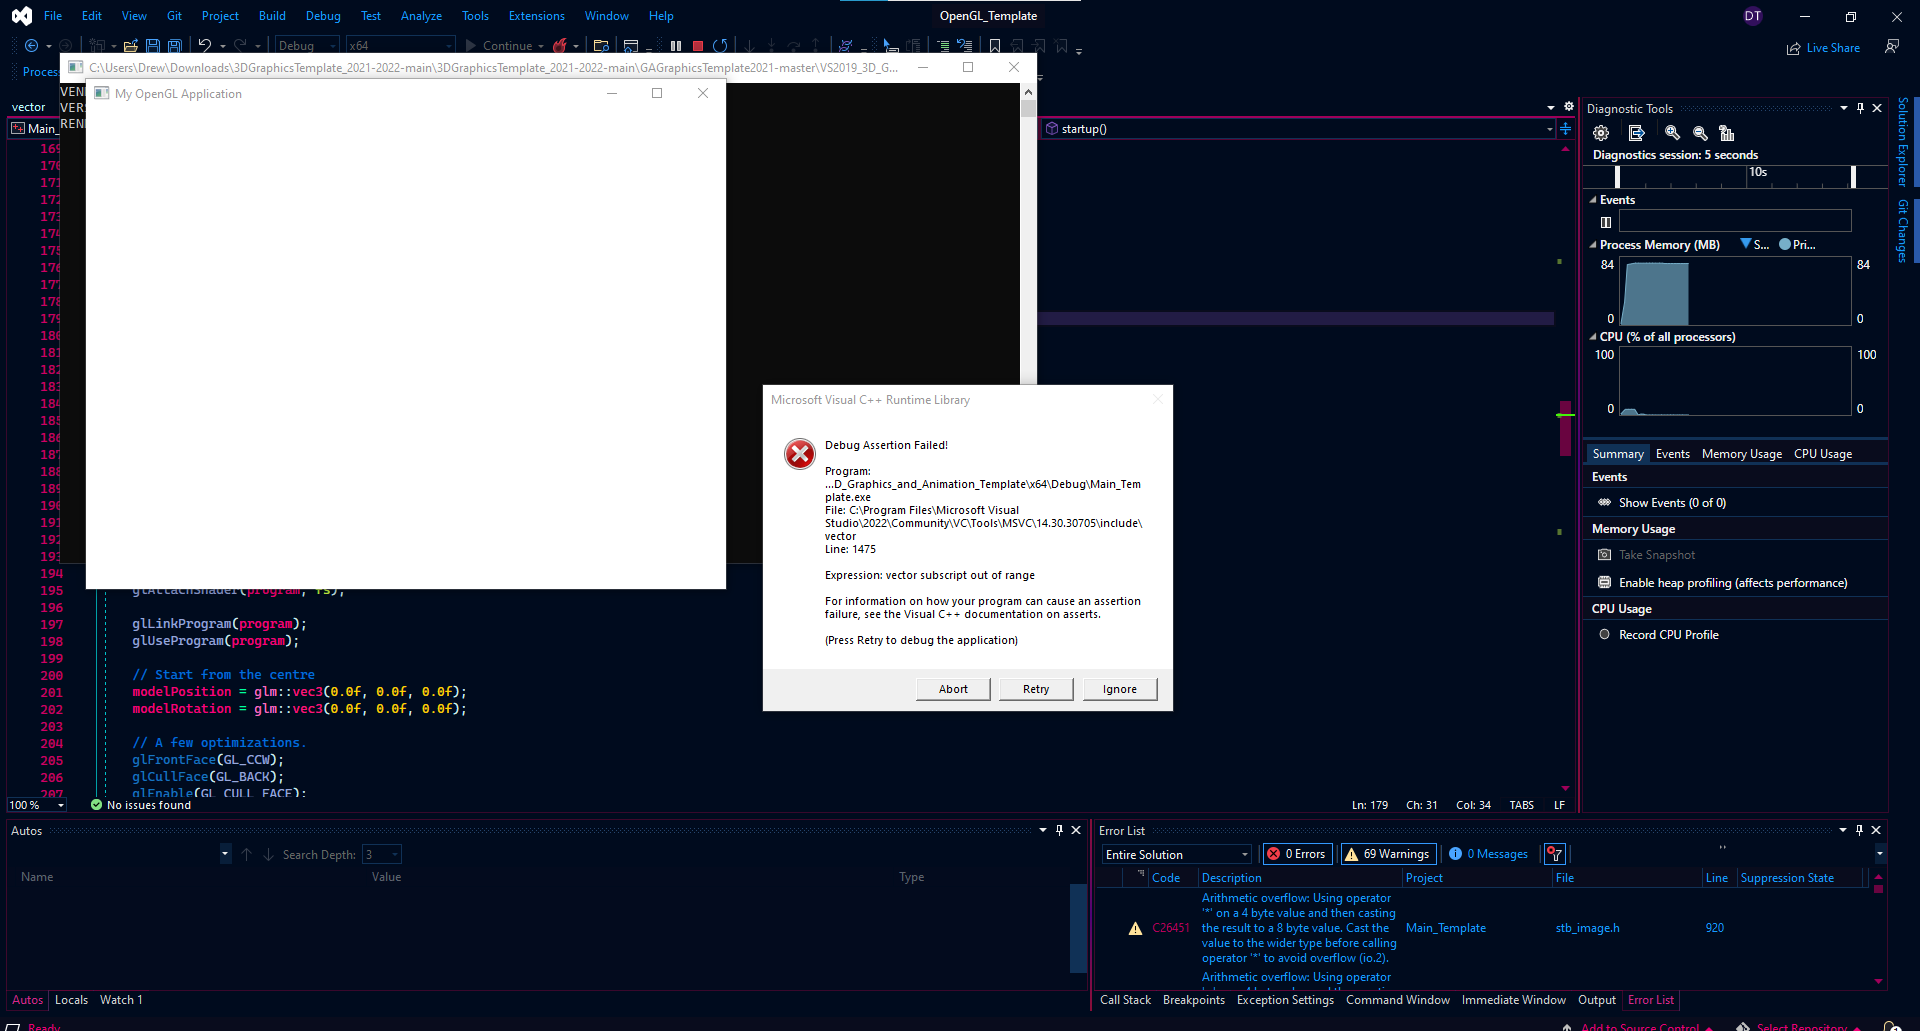 File Edit View Git Project Build Debug Test Analyze Tools Extensions Window Help
OpenGL_Template
DT
Debug x64 Continue
Live Share
Proces
C:\Users\Drew\Downloads\3DGraphicsTemplate_2021-2022-main\3DGraphicsTemplate_2021-2022-main\GAGraphicsTemplate2021-master\VS2019_3D_G...
VEN
VERS
REN
My OpenGL Application
vector
Main_
startup()
169
170
171
172
173
174
175
176
177
178
179
180
181
182
183
184
185
186
187
188
189
190
191
192
193
194
195 glAttachShader(program, fs);
196
197 glLinkProgram(program);
198 glUseProgram(program);
199
200 // Start from the centre
201 modelPosition = glm::vec3(0.0f, 0.0f, 0.0f);
202 modelRotation = glm::vec3(0.0f, 0.0f, 0.0f);
203
204 // A few optimizations.
205 glFrontFace(GL_CCW);
206 glCullFace(GL_BACK);
207 glEnable(GL_CULL_FACE);
100 %
No issues found
Ln: 179 Ch: 31 Col: 34 TABS LF
Microsoft Visual C++ Runtime Library
Debug Assertion Failed!
Program:
...D_Graphics_and_Animation_Template\x64\Debug\Main_Tem
plate.exe
File: C:\Program Files\Microsoft Visual
Studio\2022\Community\VC\Tools\MSVC\14.30.30705\include\
vector
Line: 1475
Expression: vector subscript out of range
For information on how your program can cause an assertion
failure, see the Visual C++ documentation on asserts.
(Press Retry to debug the application)
Abort Retry Ignore
Diagnostic Tools
Diagnostics session: 5 seconds
10s
Events
Process Memory (MB) S... Pri...
84 84
0 0
CPU (% of all processors)
100 100
0 0
Summary Events Memory Usage CPU Usage
Events
Show Events (0 of 0)
Memory Usage
Take Snapshot
Enable heap profiling (affects performance)
CPU Usage
Record CPU Profile
Solution Explorer
Git Changes
Autos
Search Depth: 3
Name Value Type
Autos Locals Watch 1
Error List
Entire Solution 0 Errors 69 Warnings 0 Messages
Code Description Project File Line Suppression State
Arithmetic overflow: Using operator
'*' on a 4 byte value and then casting
C26451 the result to a 8 byte value. Cast the Main_Template stb_image.h 920
value to the wider type before calling
operator '*' to avoid overflow (io.2).
Arithmetic overflow: Using operator
Call Stack Breakpoints Exception Settings Command Window Immediate Window Output Error List
Ready
Add to Source Control Select Repository